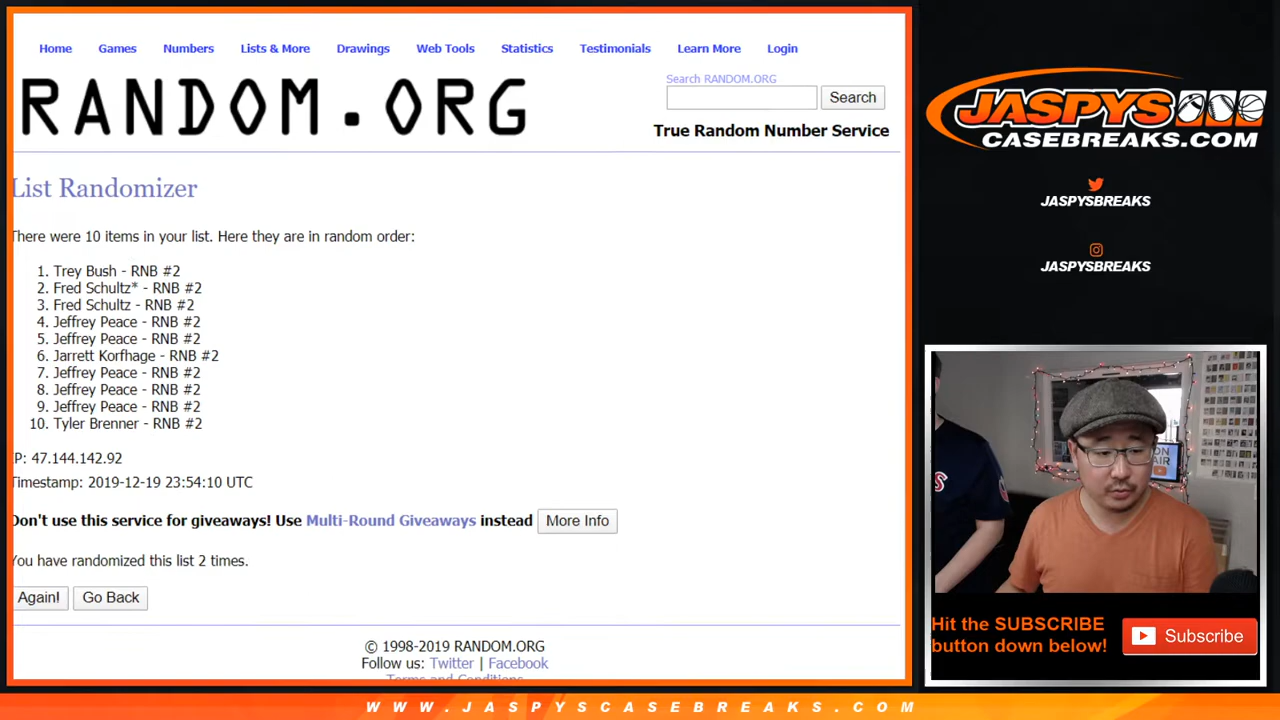 Home Games Numbers Lists & More Drawings Web Tools Statistics Testimonials Learn More Login
RANDOM.ORG
Search RANDOM.ORG
Search
True Random Number Service
List Randomizer
There were 10 items in your list. Here they are in random order:
1. Trey Bush - RNB #2
2. Fred Schultz* - RNB #2
3. Fred Schultz - RNB #2
4. Jeffrey Peace - RNB #2
5. Jeffrey Peace - RNB #2
6. Jarrett Korfhage - RNB #2
7. Jeffrey Peace - RNB #2
8. Jeffrey Peace - RNB #2
9. Jeffrey Peace - RNB #2
10. Tyler Brenner - RNB #2
IP: 47.144.142.92
Timestamp: 2019-12-19 23:54:10 UTC
Don't use this service for giveaways! Use Multi-Round Giveaways instead More Info
You have randomized this list 2 times.
Again! Go Back
© 1998-2019 RANDOM.ORG
Follow us: Twitter | Facebook
Terms and Conditions
JASPYS
CASEBREAKS.COM
JASPYSBREAKS
JASPYSBREAKS
Hit the SUBSCRIBE
button down below!
Subscribe
WWW.JASPYSCASEBREAKS.COM